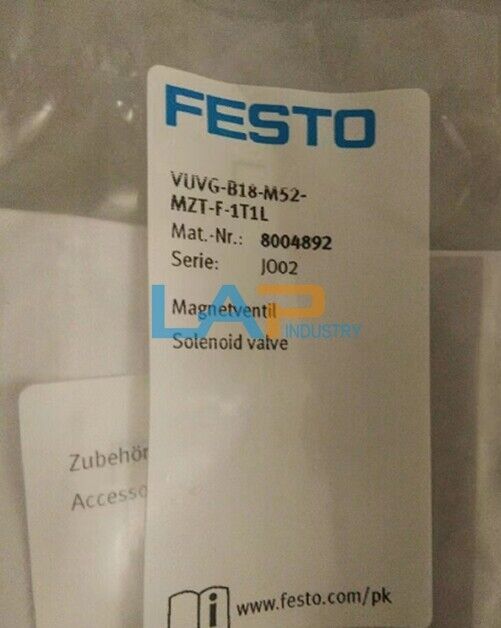 FESTO
VUVG-B18-M52-
MZT-F-1T1L
Mat.-Nr.: 8004892
Serie: JO02
Magnetventil
LAP
INDUSTRY
Solenoid valve
Zubehör
Accesso
i www.festo.com/pk